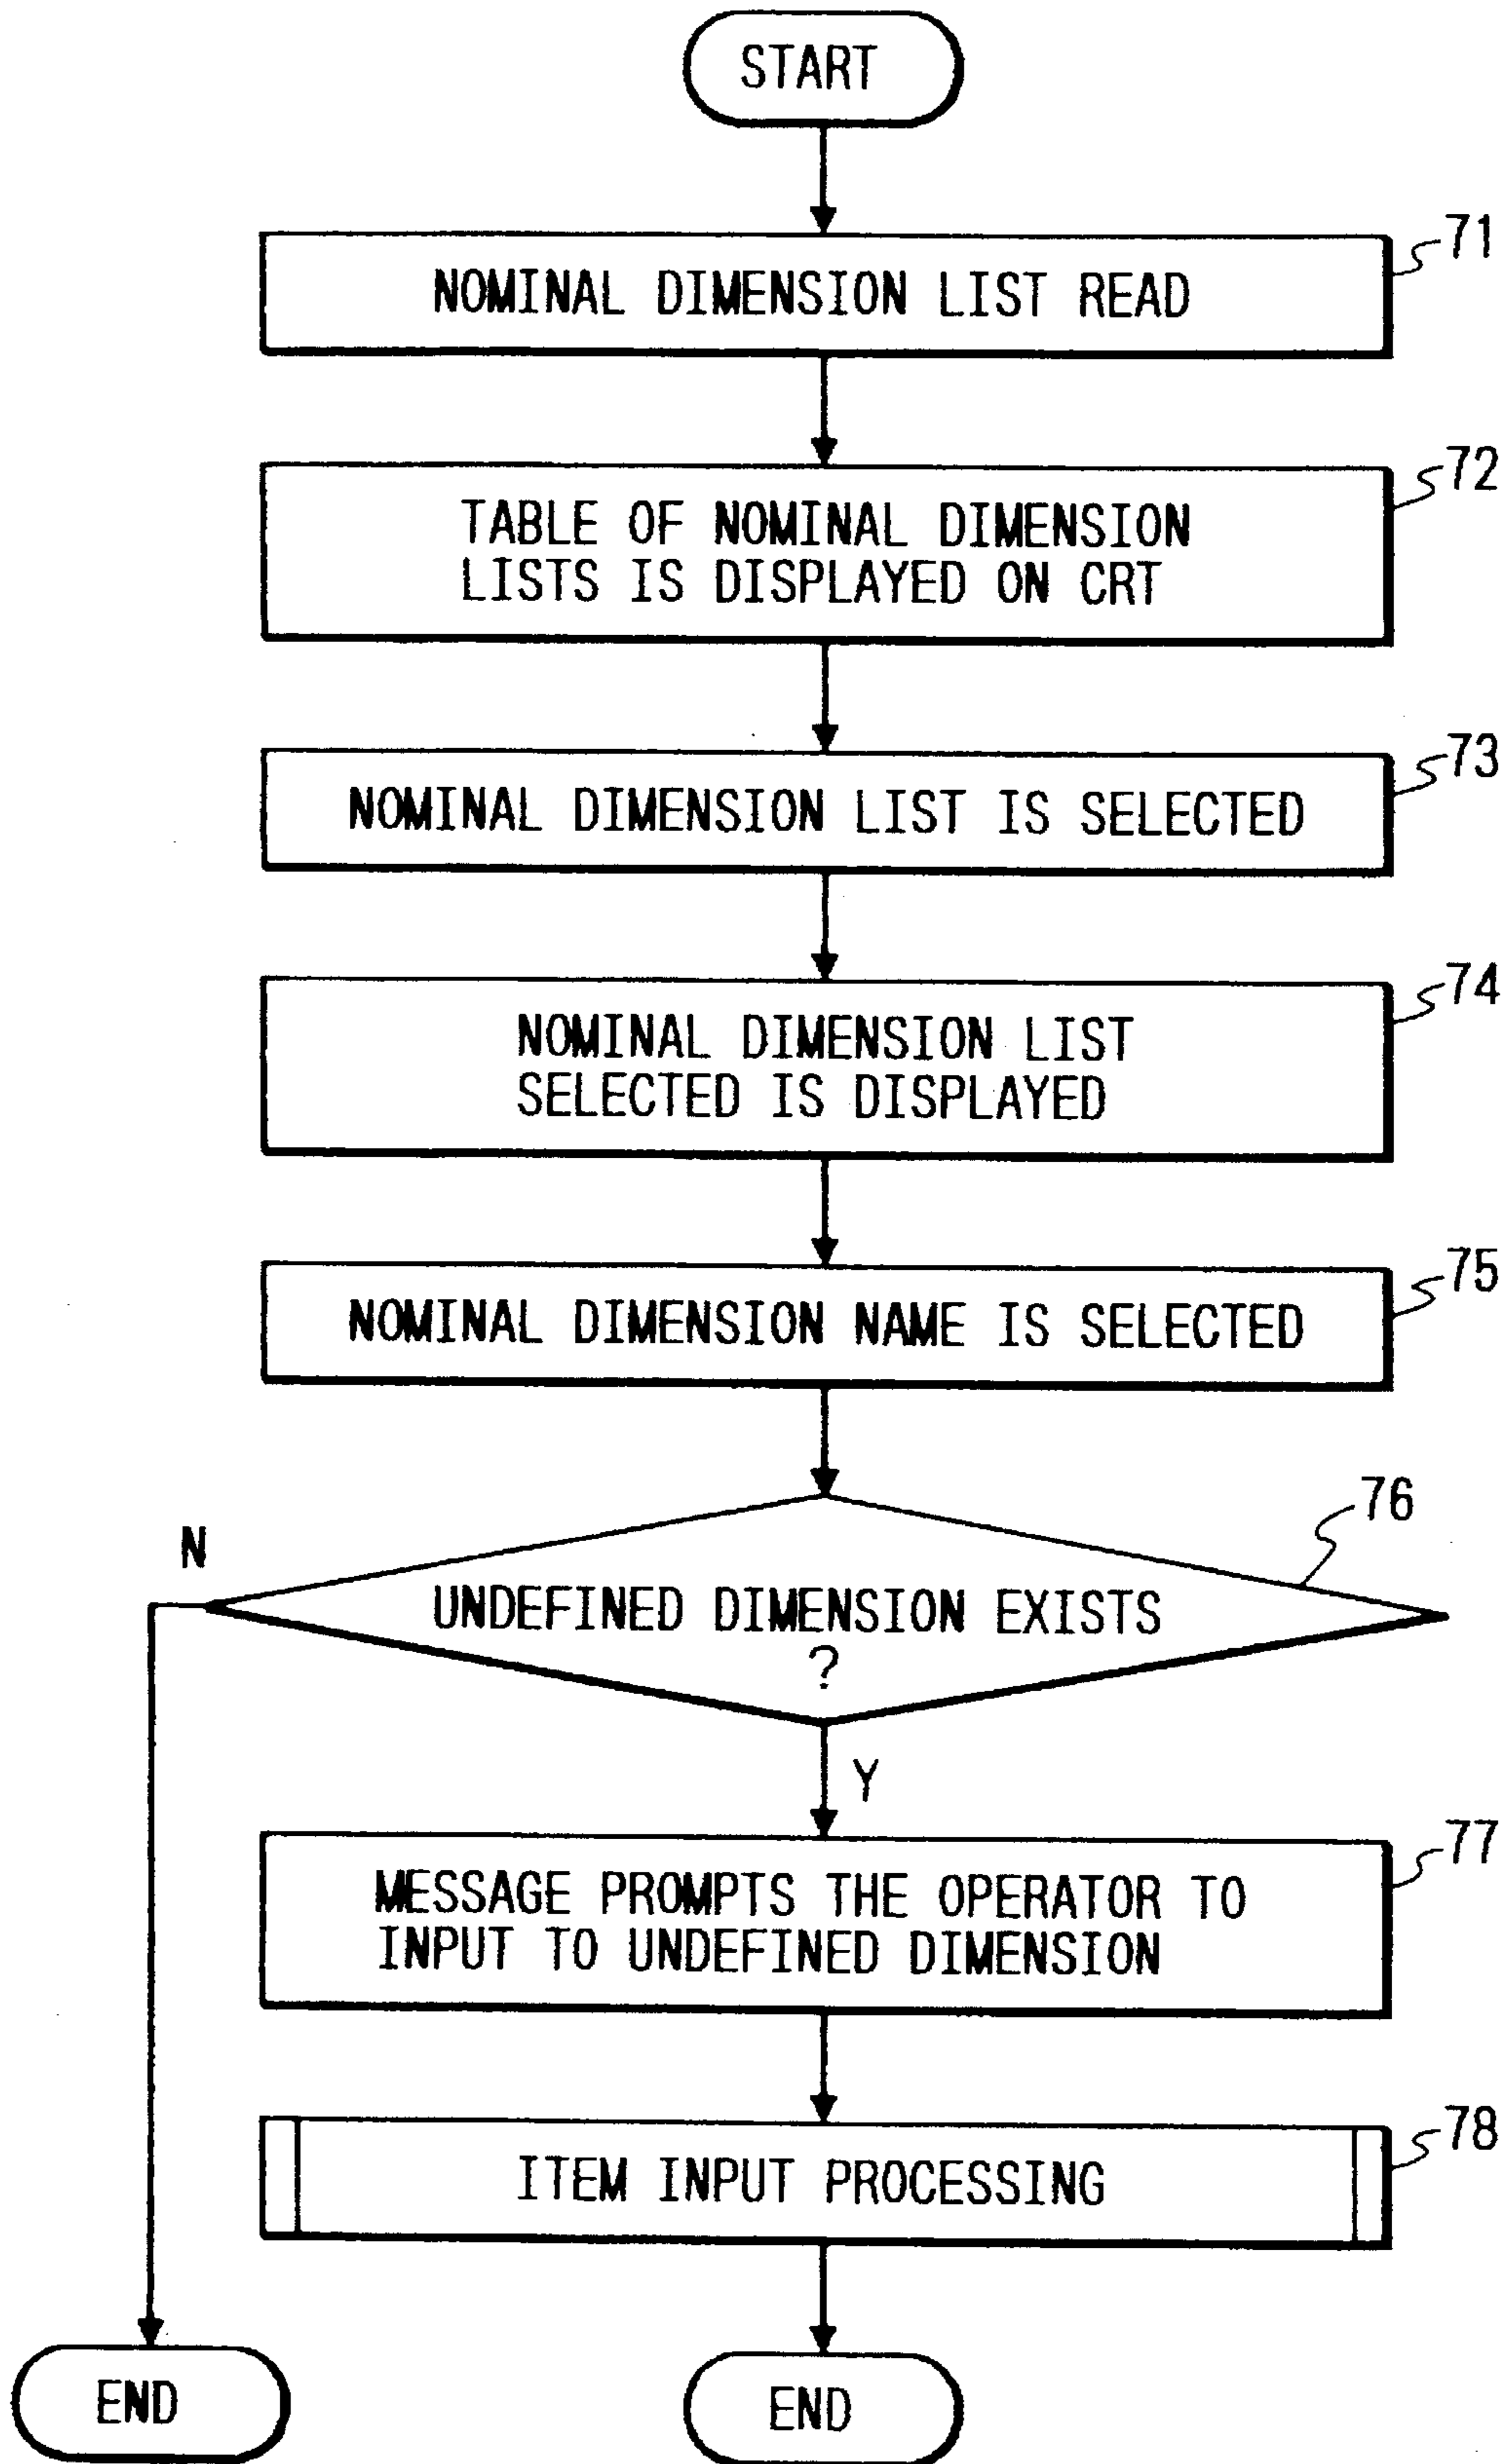 START
71
NOMINAL DIMENSION LIST READ
72
TABLE OF NOMINAL DIMENSION
LISTS IS DISPLAYED ON CRT
73
NOMINAL DIMENSION LIST IS SELECTED
74
NOMINAL DIMENSION LIST
SELECTED IS DISPLAYED
75
NOMINAL DIMENSION NAME IS SELECTED
76
N
UNDEFINED DIMENSION EXISTS
?
Y
77
MESSAGE PROMPTS THE OPERATOR TO
INPUT TO UNDEFINED DIMENSION
78
ITEM INPUT PROCESSING
END
END